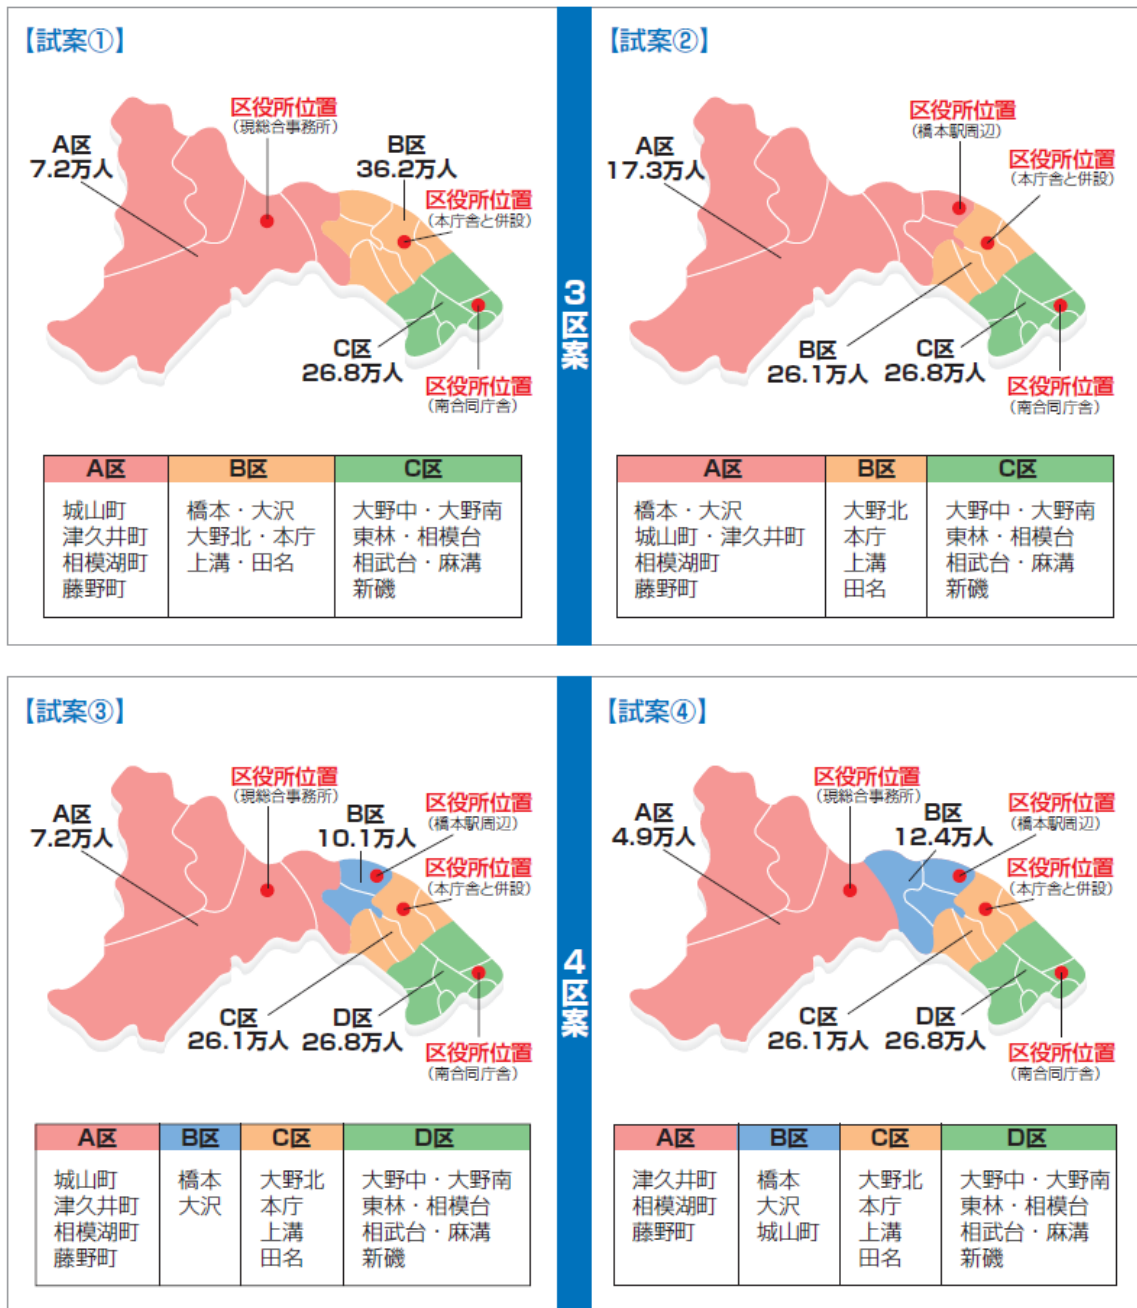 【試案①】
区役所位置
(現総合事務所)
A区
7.2万人
B区
36.2万人
区役所位置
(本庁舎と併設)
C区
26.8万人
区役所位置
(南合同庁舎)
A区 B区 C区
城山町 橋本・大沢 大野中・大野南
津久井町 大野北・本庁 東林・相模台
相模湖町 上溝・田名 相武台・麻溝
藤野町 新磯
3区案
【試案②】
区役所位置
(橋本駅周辺)
A区
17.3万人
区役所位置
(本庁舎と併設)
B区
26.1万人
C区
26.8万人
区役所位置
(南合同庁舎)
A区 B区 C区
橋本・大沢 大野北 大野中・大野南
城山町・津久井町 本庁 東林・相模台
相模湖町 上溝 相武台・麻溝
藤野町 田名 新磯
【試案③】
区役所位置
(現総合事務所)
A区
7.2万人
B区
10.1万人
区役所位置
(橋本駅周辺)
区役所位置
(本庁舎と併設)
C区
26.1万人
D区
26.8万人
区役所位置
(南合同庁舎)
A区 B区 C区 D区
城山町 橋本 大野北 大野中・大野南
津久井町 大沢 本庁 東林・相模台
相模湖町 上溝 相武台・麻溝
藤野町 田名 新磯
4区案
【試案④】
区役所位置
(現総合事務所)
A区
4.9万人
B区
12.4万人
区役所位置
(橋本駅周辺)
区役所位置
(本庁舎と併設)
C区
26.1万人
D区
26.8万人
区役所位置
(南合同庁舎)
A区 B区 C区 D区
津久井町 橋本 大野北 大野中・大野南
相模湖町 大沢 本庁 東林・相模台
藤野町 城山町 上溝 相武台・麻溝
田名 新磯